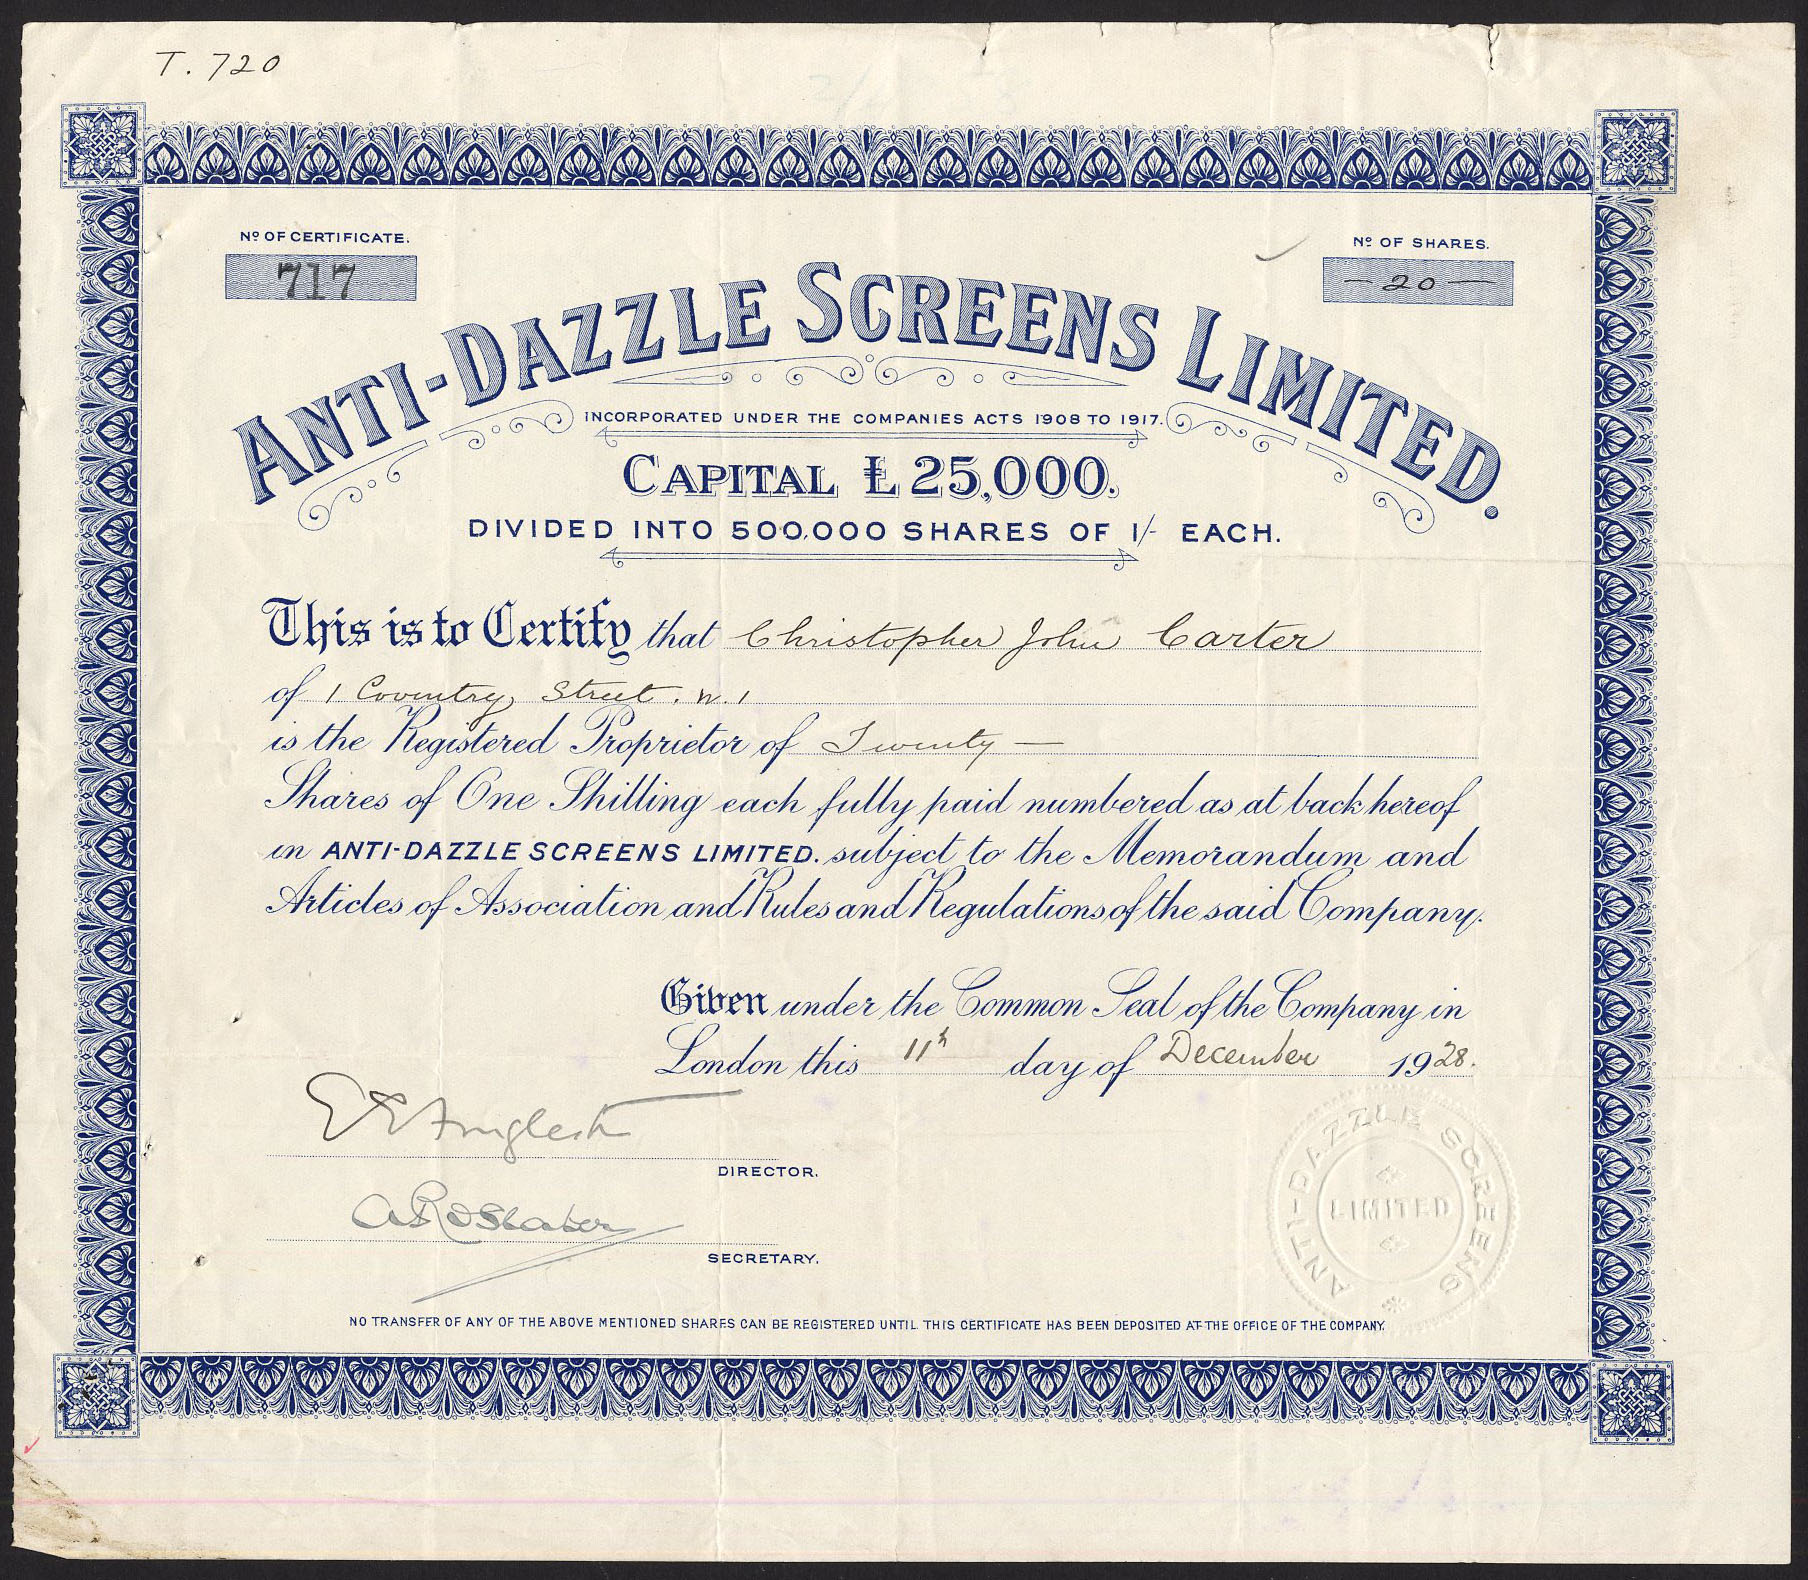 T. 720
Nº OF CERTIFICATE.
717
Nº OF SHARES.
— 20 —
ANTI-DAZZLE SCREENS LIMITED.
INCORPORATED UNDER THE COMPANIES ACTS 1908 TO 1917.
CAPITAL £25,000.
DIVIDED INTO 500,000 SHARES OF 1/- EACH.
This is to Certify that Christopher John Carter
of 1 Coventry Street. W.1
is the Registered Proprietor of Twenty —
Shares of One Shilling each fully paid numbered as at back hereof
in ANTI-DAZZLE SCREENS LIMITED. subject to the Memorandum and
Articles of Association and Rules and Regulations of the said Company.
Given under the Common Seal of the Company in
London this 11th day of December 1928.
DIRECTOR.
SECRETARY.
ANTI-DAZZLE SCREENS
LIMITED
NO TRANSFER OF ANY OF THE ABOVE MENTIONED SHARES CAN BE REGISTERED UNTIL THIS CERTIFICATE HAS BEEN DEPOSITED AT THE OFFICE OF THE COMPANY.